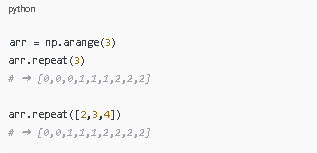 python
arr = np.arange(3)
arr.repeat(3)
# → [0,0,0,1,1,1,2,2,2]
arr.repeat([2,3,4])
# → [0,0,1,1,1,2,2,2,2]